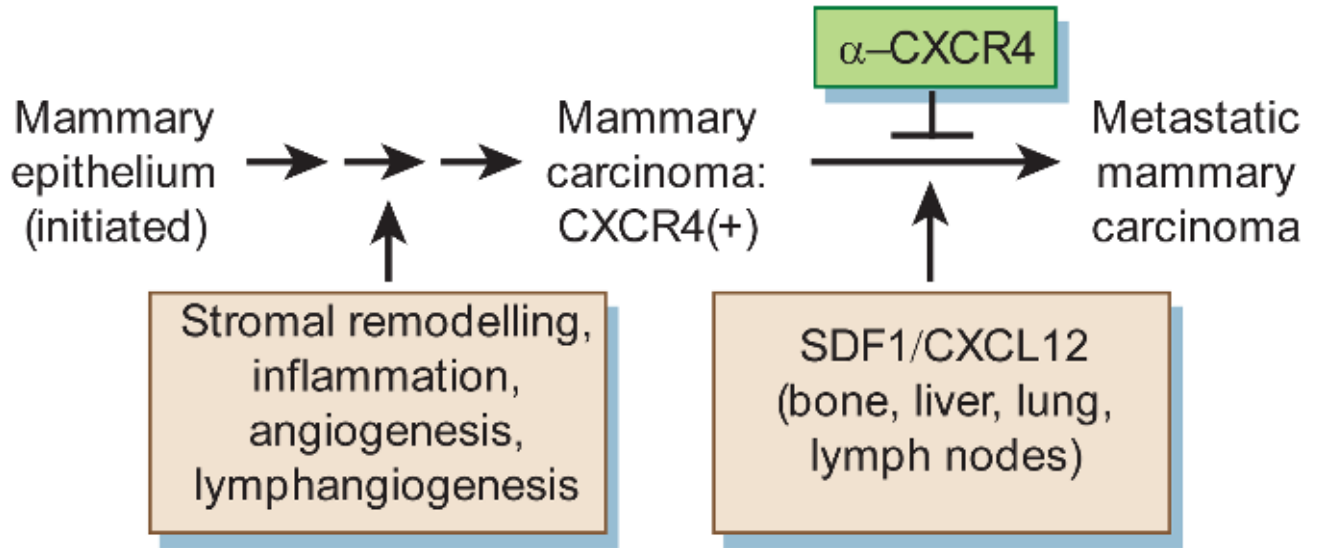 α–CXCR4
Mammary
epithelium
(initiated)
Mammary
carcinoma:
CXCR4(+)
Metastatic
mammary
carcinoma
Stromal remodelling,
inflammation,
angiogenesis,
lymphangiogenesis
SDF1/CXCL12
(bone, liver, lung,
lymph nodes)